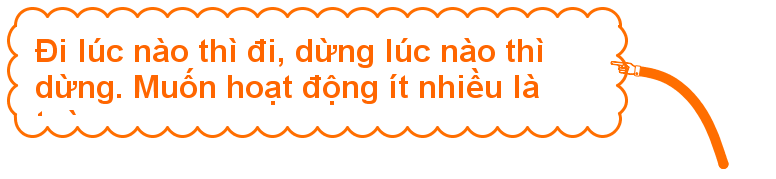 Đi lúc nào thì đi, dừng lúc nào thì
dừng. Muốn hoạt động ít nhiều là